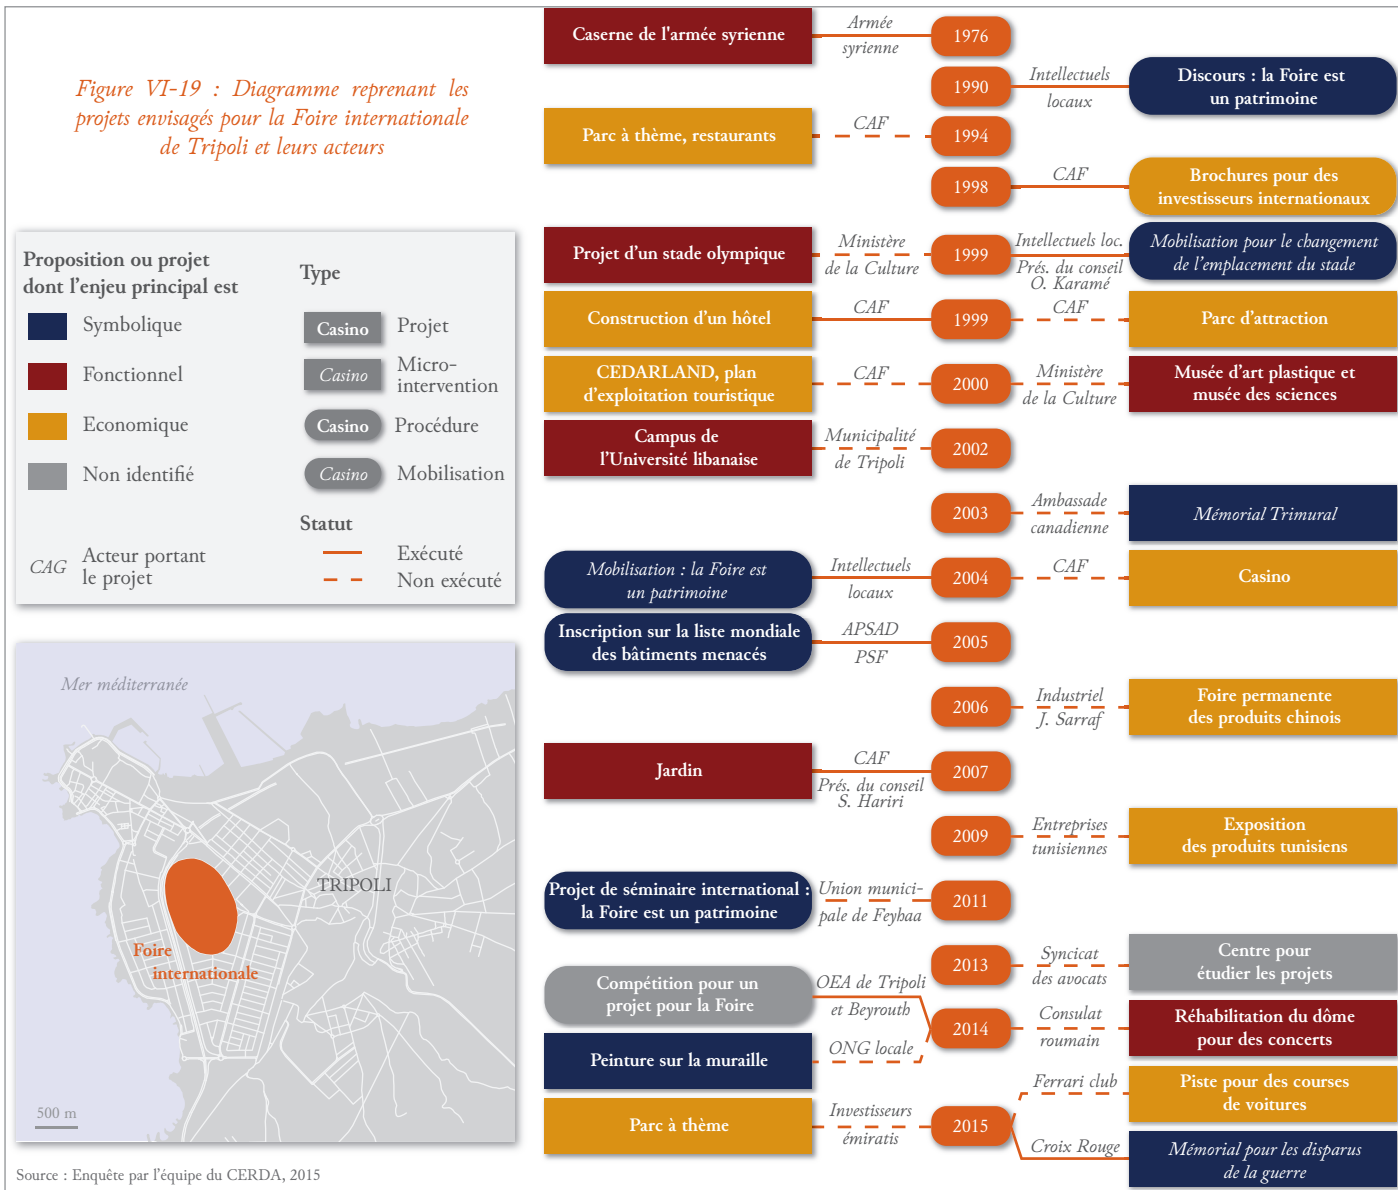 Figure VI-19 : Diagramme reprenant les
projets envisagés pour la Foire internationale
de Tripoli et leurs acteurs
Proposition ou projet
dont l'enjeu principal est
Symbolique
Fonctionnel
Economique
Non identifié
CAG
Acteur portant
le projet
Type
Casino
Projet
Casino
Micro-
intervention
Casino
Procédure
Casino
Mobilisation
Statut
Exécuté
Non exécuté
Mer méditerranée
TRIPOLI
Foire
internationale
500 m
Source : Enquête par l'équipe du CERDA, 2015
Caserne de l'armée syrienne
Armée
syrienne
1976
1990
Intellectuels
locaux
Discours : la Foire est
un patrimoine
Parc à thème, restaurants
CAF
1994
1998
CAF
Brochures pour des
investisseurs internationaux
Projet d'un stade olympique
Ministère
de la Culture
1999
Intellectuels loc.
Prés. du conseil
O. Karamé
Mobilisation pour le changement
de l'emplacement du stade
Construction d'un hôtel
CAF
1999
CAF
Parc d'attraction
CEDARLAND, plan
d'exploitation touristique
CAF
2000
Ministère
de la Culture
Musée d'art plastique et
musée des sciences
Campus de
l'Université libanaise
Municipalité
de Tripoli
2002
2003
Ambassade
canadienne
Mémorial Trimural
Mobilisation : la Foire est
un patrimoine
Intellectuels
locaux
2004
CAF
Casino
Inscription sur la liste mondiale
des bâtiments menacés
APSAD
PSF
2005
2006
Industriel
J. Sarraf
Foire permanente
des produits chinois
Jardin
CAF
Prés. du conseil
S. Hariri
2007
2009
Entreprises
tunisiennes
Exposition
des produits tunisiens
Projet de séminaire international :
la Foire est un patrimoine
Union munici-
pale de Feyhaa
2011
2013
Syncicat
des avocats
Centre pour
étudier les projets
Compétition pour un
projet pour la Foire
OEA de Tripoli
et Beyrouth
2014
Consulat
roumain
Réhabilitation du dôme
pour des concerts
Peinture sur la muraille
ONG locale
Ferrari club
Piste pour des courses
de voitures
Parc à thème
Investisseurs
émiratis
2015
Croix Rouge
Mémorial pour les disparus
de la guerre